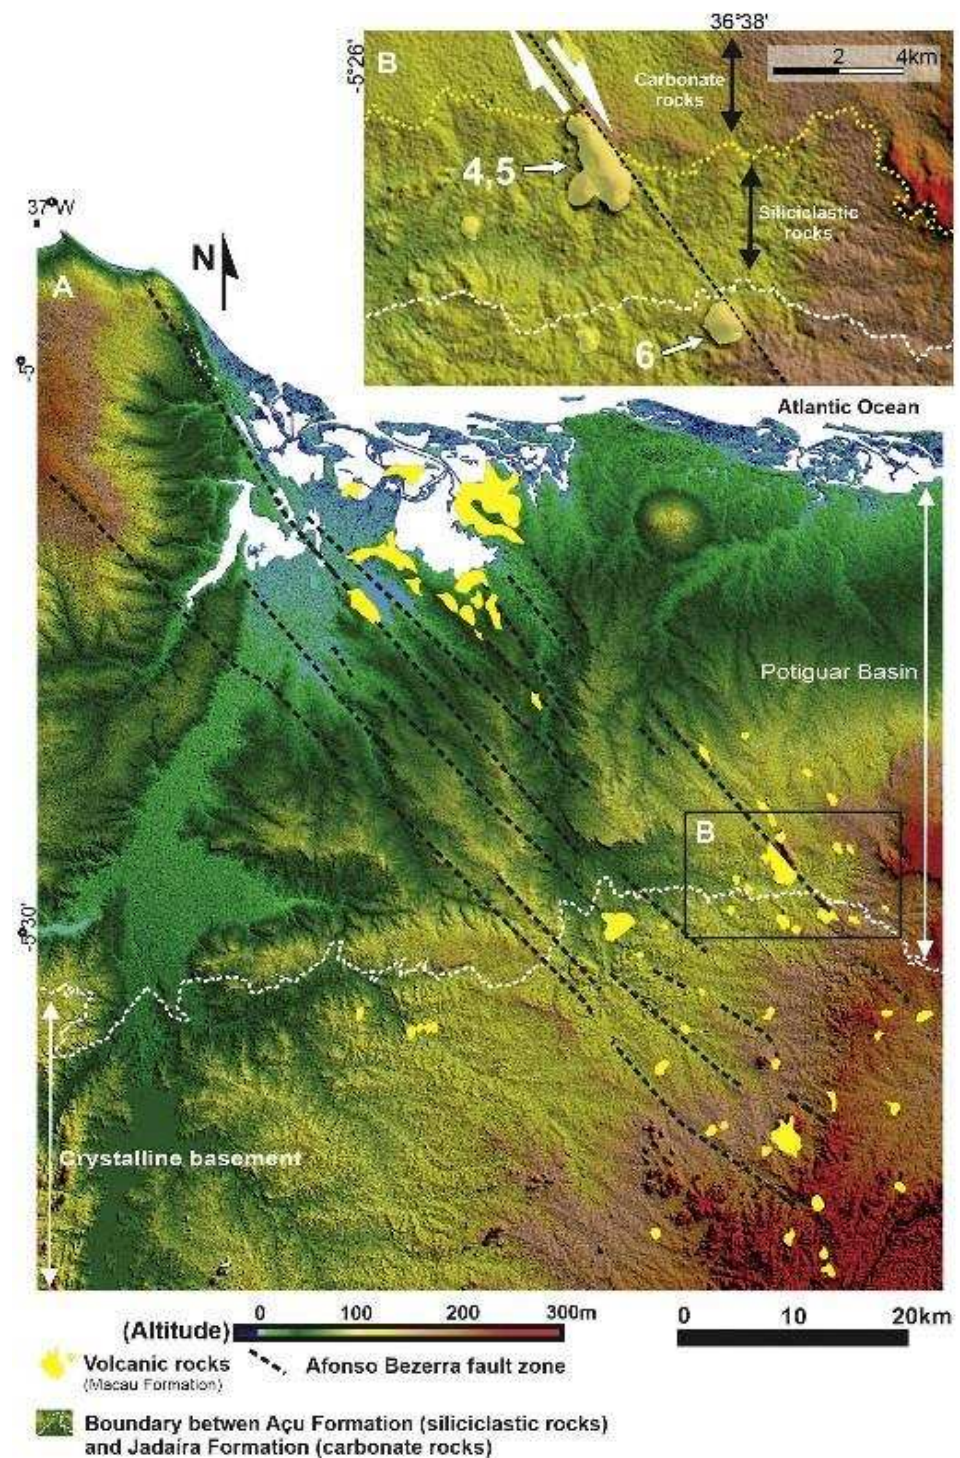 36°38'
-5°26'
B
2 4km
Carbonate
rocks
4,5
Siliciclastic
rocks
6
37°W
N
A
-5°
Atlantic Ocean
Potiguar Basin
B
-5°30'
Crystalline basement
0 100 200 300m
(Altitude)
0 10 20km
Volcanic rocks
(Macau Formation)
Afonso Bezerra fault zone
Boundary betwen Açu Formation (siliciclastic rocks)
and Jadaíra Formation (carbonate rocks)